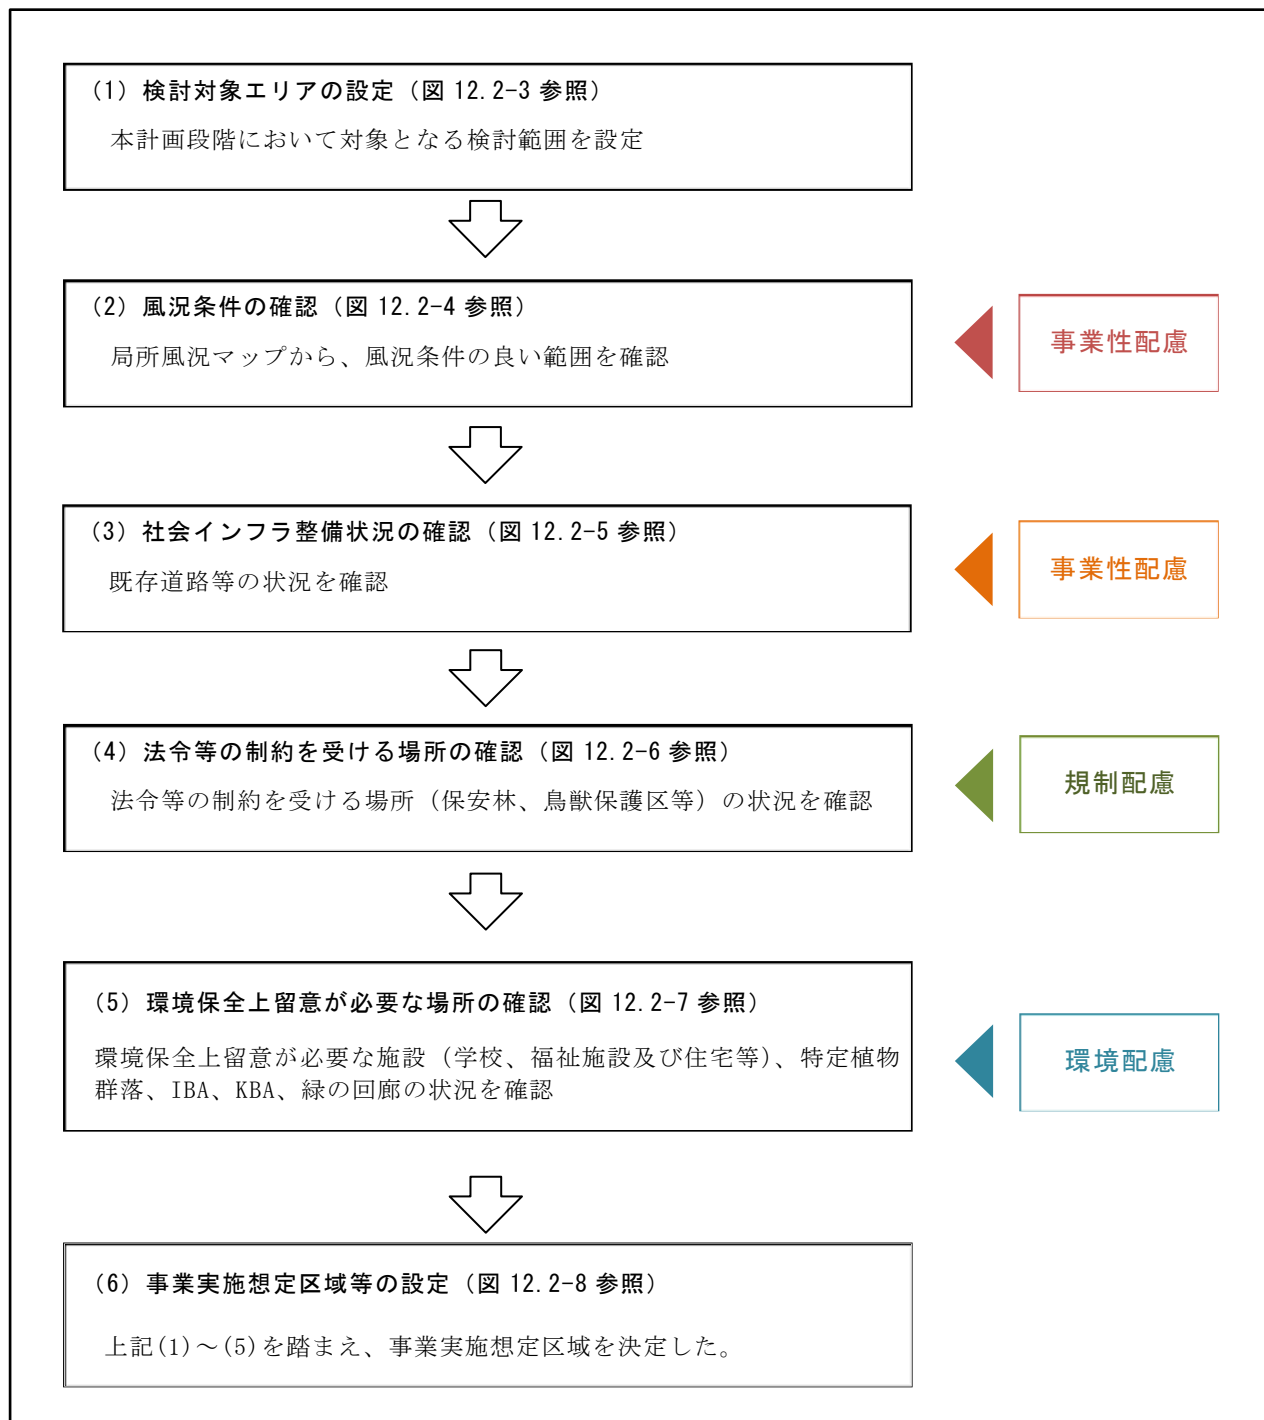 (1) 検討対象エリアの設定（図 12.2-3 参照）
本計画段階において対象となる検討範囲を設定
(2) 風況条件の確認（図 12.2-4 参照）
局所風況マップから、風況条件の良い範囲を確認
事業性配慮
(3) 社会インフラ整備状況の確認（図 12.2-5 参照）
既存道路等の状況を確認
事業性配慮
(4) 法令等の制約を受ける場所の確認（図 12.2-6 参照）
法令等の制約を受ける場所（保安林、鳥獣保護区等）の状況を確認
規制配慮
(5) 環境保全上留意が必要な場所の確認（図 12.2-7 参照）
環境保全上留意が必要な施設（学校、福祉施設及び住宅等）、特定植物
群落、IBA、KBA、緑の回廊の状況を確認
環境配慮
(6) 事業実施想定区域等の設定（図 12.2-8 参照）
上記(1)～(5)を踏まえ、事業実施想定区域を決定した。